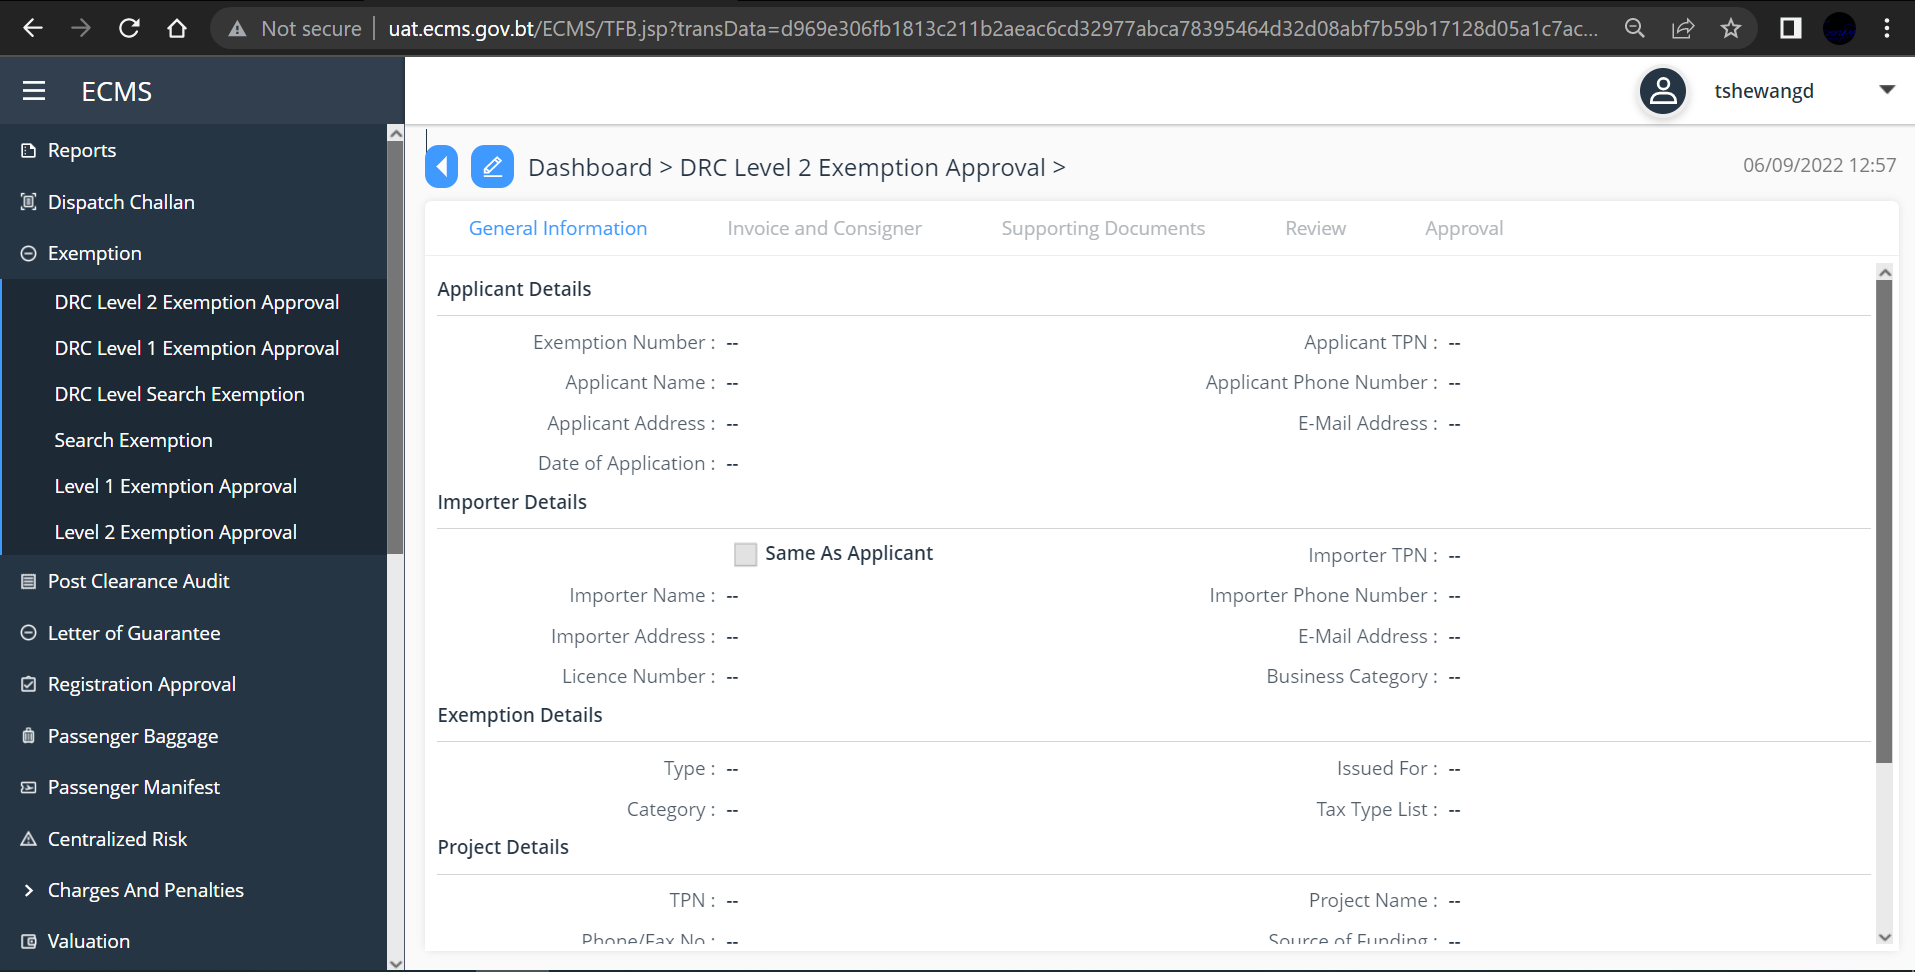 Not secure | uat.ecms.gov.bt/ECMS/TFB.jsp?transData=d969e306fb1813c211b2aeac6cd32977abca78395464d32d08abf7b59b17128d05a1c7ac...
ECMS
tshewangd
Reports
Dispatch Challan
Exemption
DRC Level 2 Exemption Approval
DRC Level 1 Exemption Approval
DRC Level Search Exemption
Search Exemption
Level 1 Exemption Approval
Level 2 Exemption Approval
Post Clearance Audit
Letter of Guarantee
Registration Approval
Passenger Baggage
Passenger Manifest
Centralized Risk
Charges And Penalties
Valuation
Dashboard > DRC Level 2 Exemption Approval >
06/09/2022 12:57
General Information Invoice and Consigner Supporting Documents Review Approval
Applicant Details
Exemption Number : -- Applicant TPN : --
Applicant Name : -- Applicant Phone Number : --
Applicant Address : -- E-Mail Address : --
Date of Application : --
Importer Details
Same As Applicant Importer TPN : --
Importer Name : -- Importer Phone Number : --
Importer Address : -- E-Mail Address : --
Licence Number : -- Business Category : --
Exemption Details
Type : -- Issued For : --
Category : -- Tax Type List : --
Project Details
TPN : -- Project Name : --
Phone/Fax No : -- Source of Funding : --